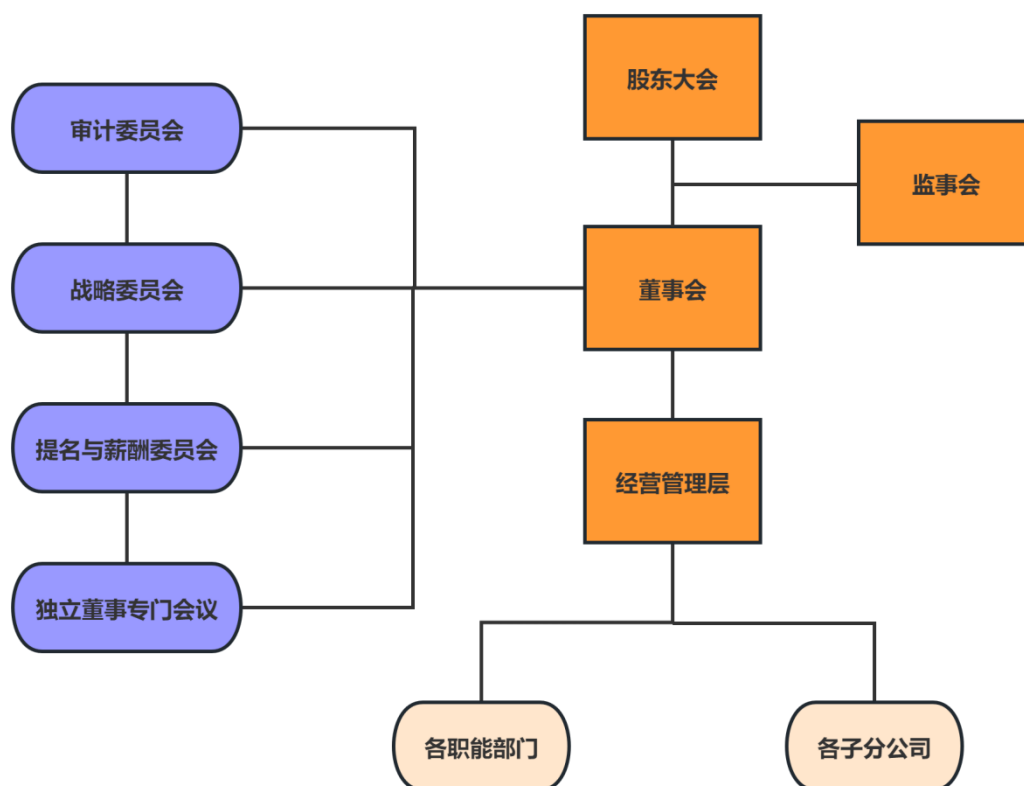 股东大会
审计委员会
监事会
战略委员会
董事会
提名与薪酬委员会
经营管理层
独立董事专门会议
各职能部门
各子分公司